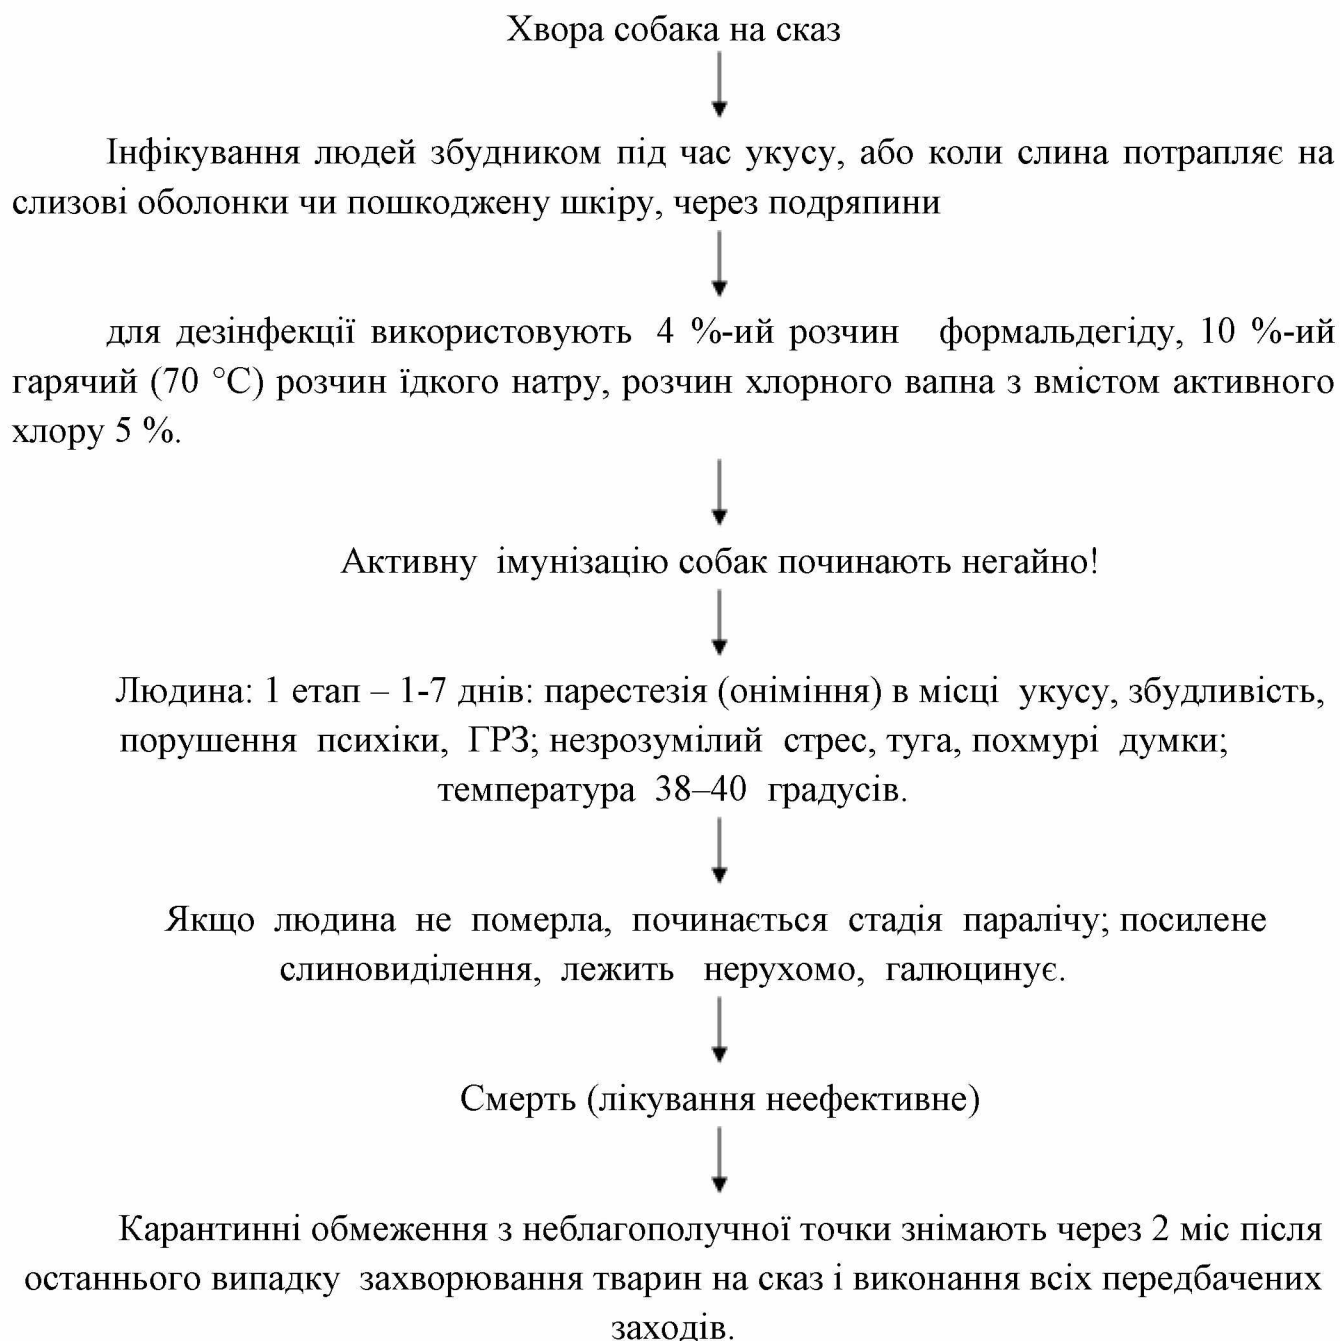 Хвора собака на сказ
Інфікування людей збудником під час укусу, або коли слина потрапляє на
слизові оболонки чи пошкоджену шкіру, через подряпини
для дезінфекції використовують 4 %-ий розчин формальдегіду, 10 %-ий
гарячий (70 °С) розчин їдкого натру, розчин хлорного вапна з вмістом активного
хлору 5 %.
Активну імунізацію собак починають негайно!
Людина: 1 етап – 1-7 днів: парестезія (оніміння) в місці укусу, збудливість,
порушення психіки, ГРЗ; незрозумілий стрес, туга, похмурі думки;
температура 38–40 градусів.
Якщо людина не померла, починається стадія паралічу; посилене
слиновиділення, лежить нерухомо, галюцинує.
Смерть (лікування неефективне)
Карантинні обмеження з неблагополучної точки знімають через 2 міс після
останнього випадку захворювання тварин на сказ і виконання всіх передбачених
заходів.